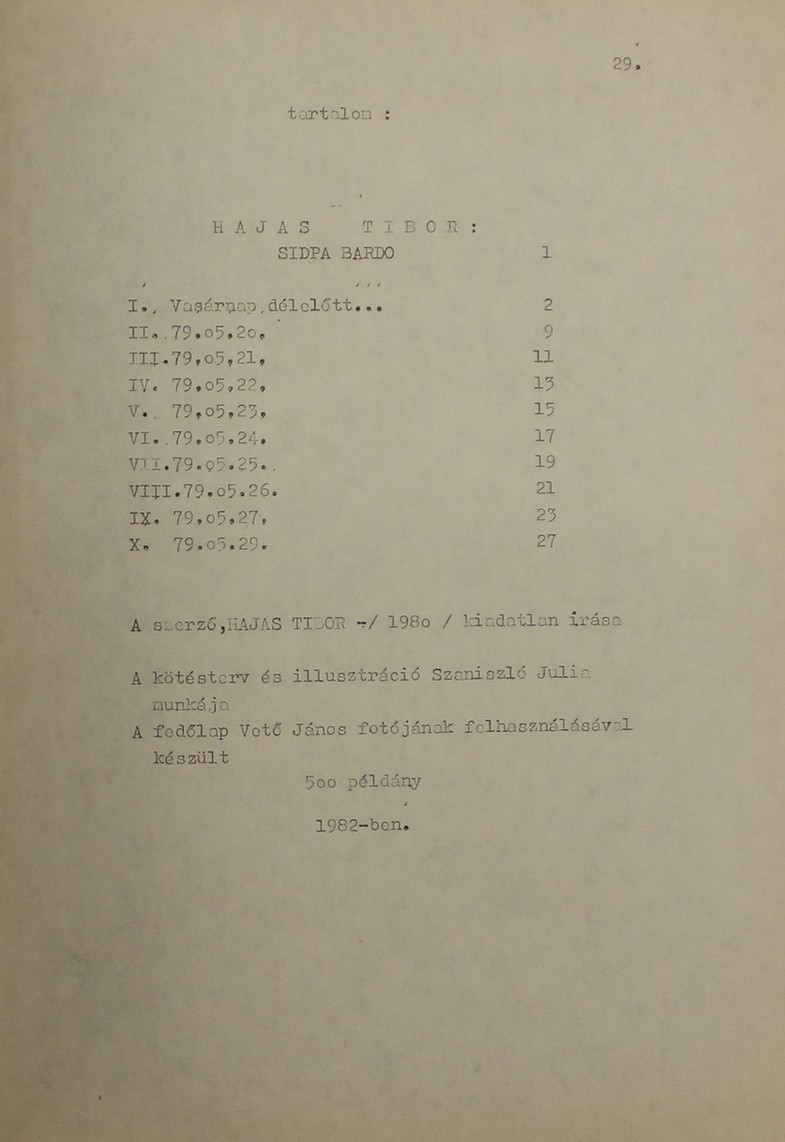 29.
tartalom :
H A J A S   T I B O R :
SIDPA BARDO 1
I., Vasárnap, délelőtt... 2
II. 79.o5.2o, 9
III.79,o5,21, 11
IV. 79,o5,22, 13
V. 79,o5,23, 15
VI. 79.o5.24. 17
VII.79.o5.25. 19
VIII.79.o5.26. 21
IX. 79,o5,27, 23
X. 79.o5.29. 27
A szerző,HAJAS TIBOR -/ 198o / kiadatlan írása
A kötésterv és illusztráció Szaniszló Julia
munkája
A fedőlap Vető János fotójának felhasználásával
készült
5oo példány
1982-ben.